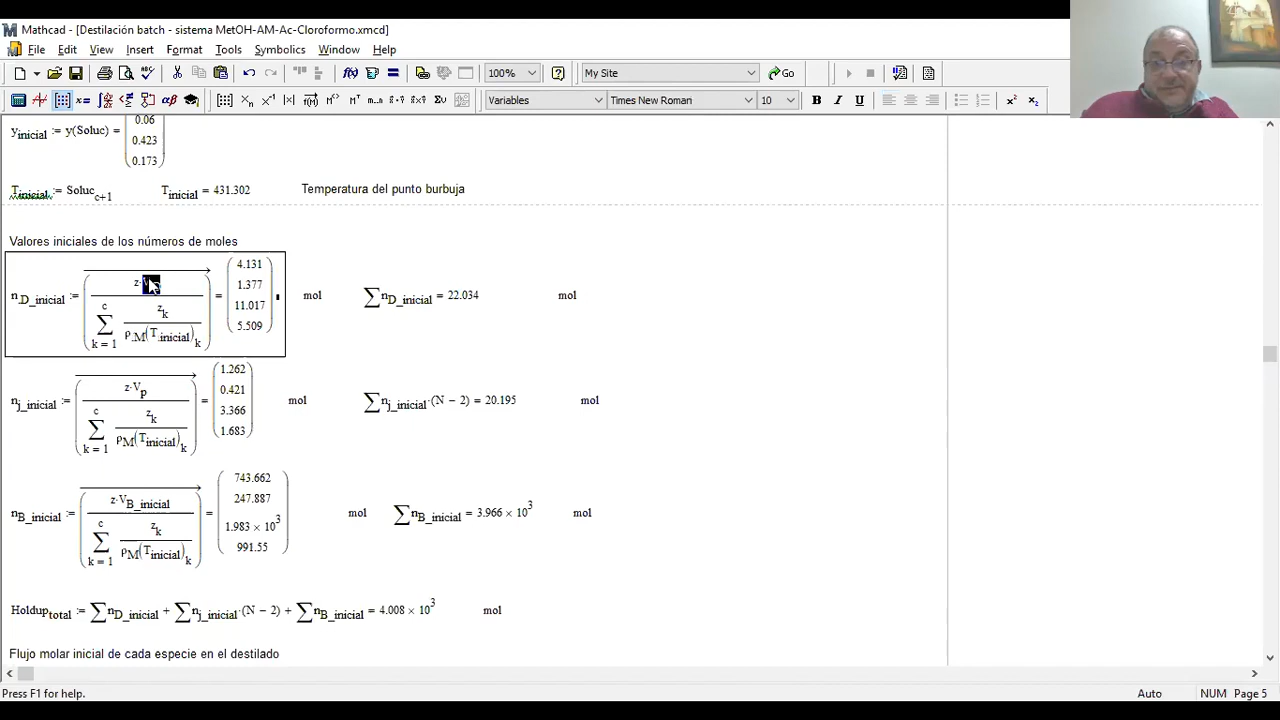 Mathcad - [Destilación batch - sistema MetOH-AM-Ac-Cloroformo.xmcd]
File Edit View Insert Format Tools Symbolics Window Help
100% My Site Go
Variables Times New Roman 10 B I U
y_inicial := y(Soluc) = 0.06 0.423 0.173
T_inicial := Soluc_c+1 T_inicial = 431.302 Temperatura del punto burbuja
Valores iniciales de los números de moles
n.D_inicial := z· / ∑ k = 1 c z_k / ρ.M(T.inicial)_k = 4.131 1.377 11.017 5.509 mol ∑n_D_inicial = 22.034 mol
n_j_inicial := z·V_p / ∑ k = 1 c z_k / ρ_M(T_inicial)_k = 1.262 0.421 3.366 1.683 mol ∑n_j_inicial·(N − 2) = 20.195 mol
n_B_inicial := z·V_B_inicial / ∑ k = 1 c z_k / ρ_M(T_inicial)_k = 743.662 247.887 1.983 × 10^3 991.55 mol ∑n_B_inicial = 3.966 × 10^3 mol
Holdup_total := ∑n_D_inicial + ∑n_j_inicial·(N − 2) + ∑n_B_inicial = 4.008 × 10^3 mol
Flujo molar inicial de cada especie en el destilado
Press F1 for help. Auto NUM Page 5